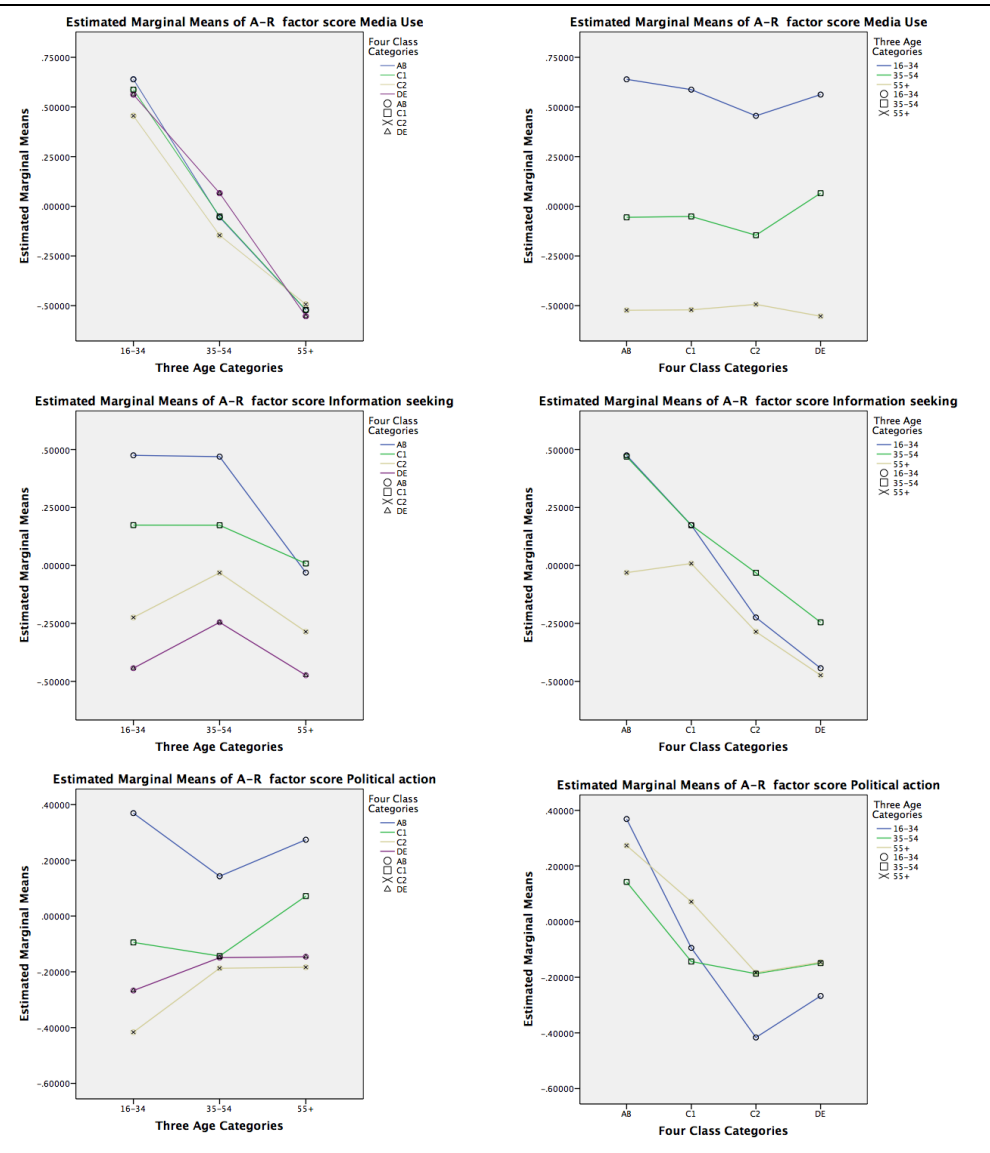 Estimated Marginal Means of A-R factor score Media Use
Estimated Marginal Means
.75000
.50000
.25000
.00000
-.25000
-.50000
16-34
35-54
55+
Three Age Categories
Four Class
Categories
AB
C1
C2
DE
AB
C1
C2
DE
Estimated Marginal Means of A-R factor score Media Use
Estimated Marginal Means
.75000
.50000
.25000
.00000
-.25000
-.50000
AB
C1
C2
DE
Four Class Categories
Three Age
Categories
16-34
35-54
55+
16-34
35-54
55+
Estimated Marginal Means of A-R factor score Information seeking
Estimated Marginal Means
.50000
.25000
.00000
-.25000
-.50000
16-34
35-54
55+
Three Age Categories
Four Class
Categories
AB
C1
C2
DE
AB
C1
C2
DE
Estimated Marginal Means of A-R factor score Information seeking
Estimated Marginal Means
.50000
.25000
.00000
-.25000
-.50000
AB
C1
C2
DE
Four Class Categories
Three Age
Categories
16-34
35-54
55+
16-34
35-54
55+
Estimated Marginal Means of A-R factor score Political action
Estimated Marginal Means
.40000
.20000
.00000
-.20000
-.40000
-.60000
16-34
35-54
55+
Three Age Categories
Four Class
Categories
AB
C1
C2
DE
AB
C1
C2
DE
Estimated Marginal Means of A-R factor score Political action
Estimated Marginal Means
.40000
.20000
.00000
-.20000
-.40000
-.60000
AB
C1
C2
DE
Four Class Categories
Three Age
Categories
16-34
35-54
55+
16-34
35-54
55+